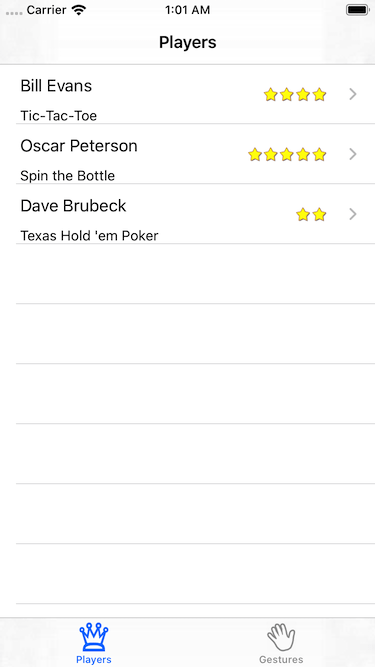 Carrier 1:01 AM
Players
Bill Evans
Tic-Tac-Toe
Oscar Peterson
Spin the Bottle
Dave Brubeck
Texas Hold 'em Poker
Players Gestures